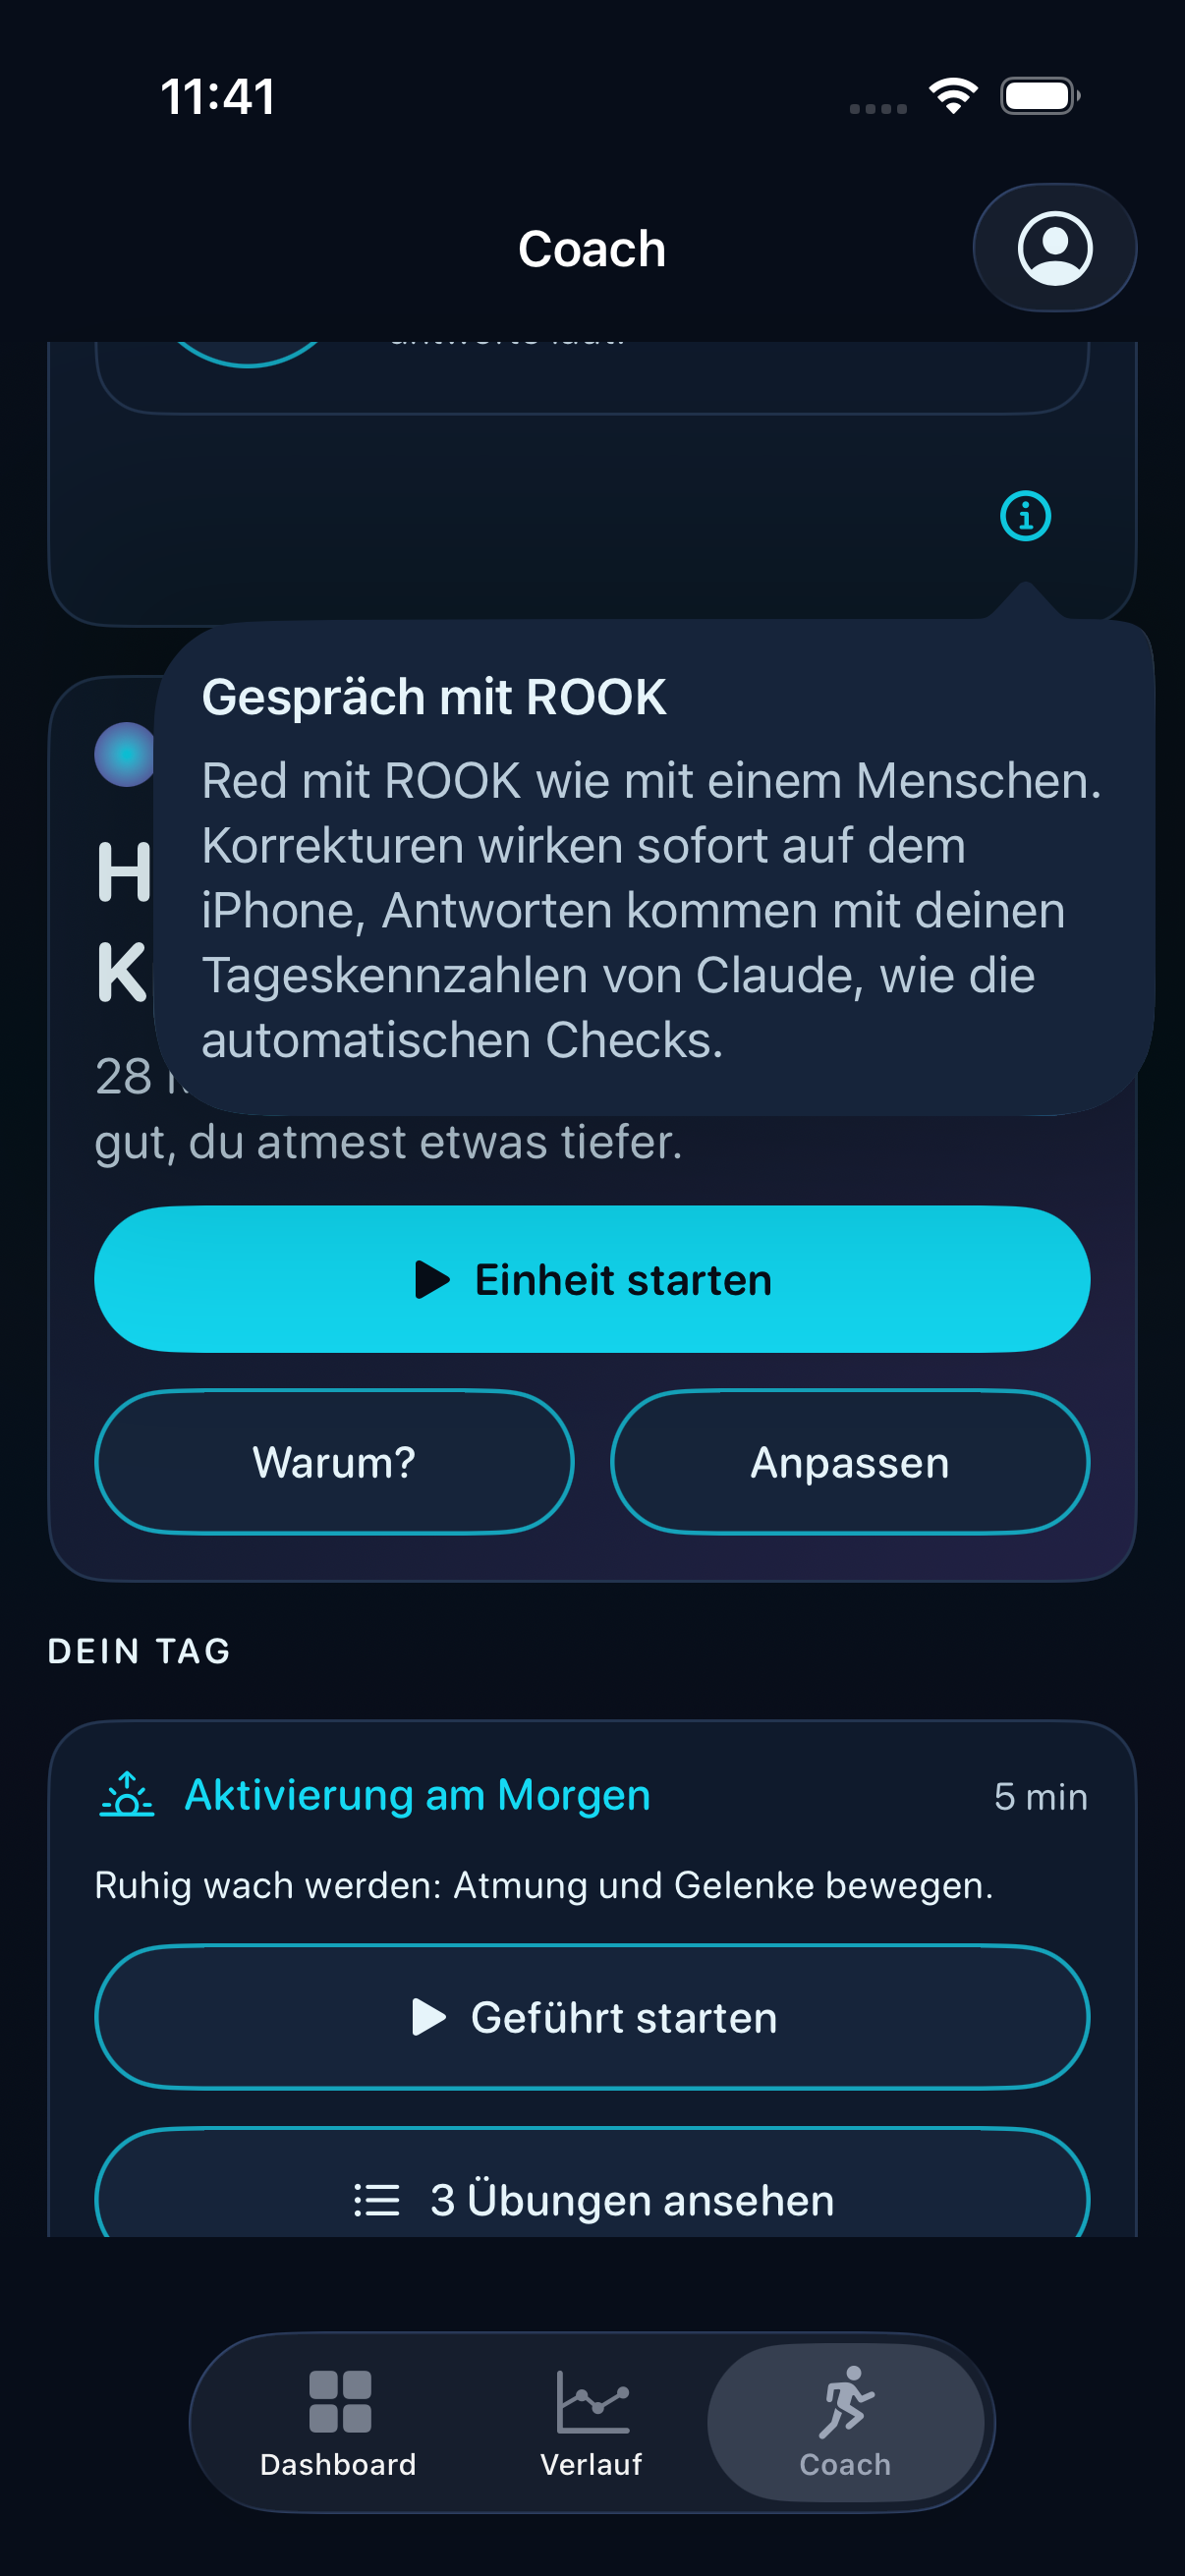 11:41
Coach
Gespräch mit ROOK
Red mit ROOK wie mit einem Menschen.
Korrekturen wirken sofort auf dem
iPhone, Antworten kommen mit deinen
Tageskennzahlen von Claude, wie die
automatischen Checks.
H
K
28
gut, du atmest etwas tiefer.
Einheit starten
Warum?
Anpassen
DEIN TAG
Aktivierung am Morgen
5 min
Ruhig wach werden: Atmung und Gelenke bewegen.
Geführt starten
3 Übungen ansehen
Dashboard
Verlauf
Coach